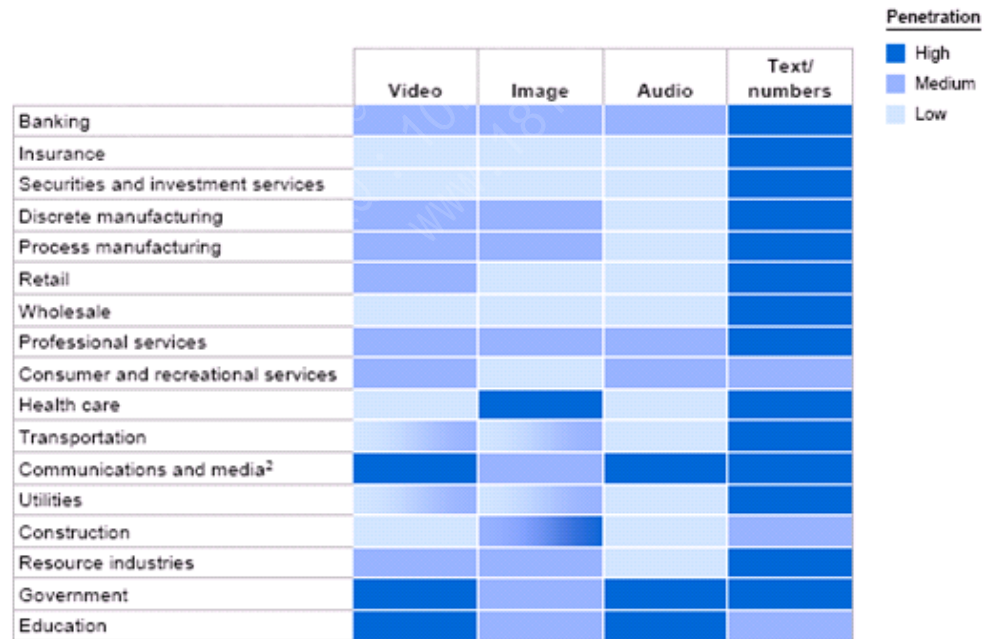 Penetration
High
Medium
Low
Video Image Audio Text/
numbers
Banking
Insurance
Securities and investment services
Discrete manufacturing
Process manufacturing
Retail
Wholesale
Professional services
Consumer and recreational services
Health care
Transportation
Communications and media²
Utilities
Construction
Resource industries
Government
Education